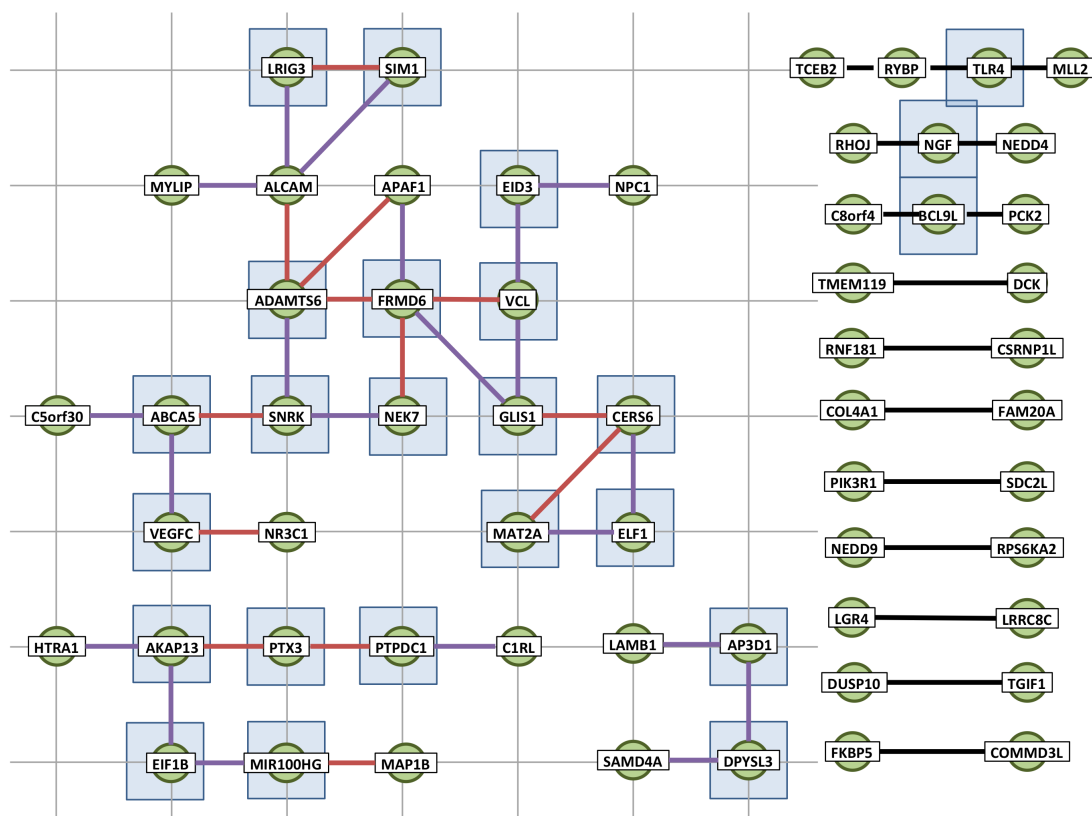 LRIG3
SIM1
TCEB2
RYBP
TLR4
MLL2
RHOJ
NGF
NEDD4
MYLIP
ALCAM
APAF1
EID3
NPC1
C8orf4
BCL9L
PCK2
TMEM119
DCK
ADAMTS6
FRMD6
VCL
RNF181
CSRNP1L
C5orf30
ABCA5
SNRK
NEK7
GLIS1
CERS6
COL4A1
FAM20A
PIK3R1
SDC2L
VEGFC
NR3C1
MAT2A
ELF1
NEDD9
RPS6KA2
LGR4
LRRC8C
HTRA1
AKAP13
PTX3
PTPDC1
C1RL
LAMB1
AP3D1
DUSP10
TGIF1
FKBP5
COMMD3L
EIF1B
MIR100HG
MAP1B
SAMD4A
DPYSL3